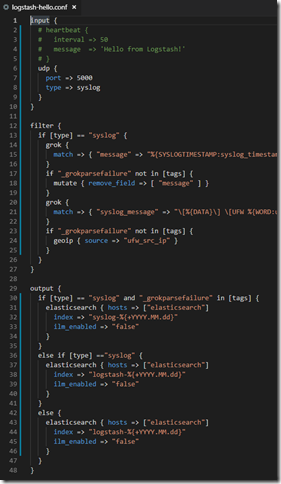 logstash-hello.conf
1 input {
2 # heartbeat {
3 #   interval => 50
4 #   message  => 'Hello from Logstash!'
5 # }
6 udp {
7 port => 5000
8 type => syslog
9 }
10 }
11
12 filter {
13 if [type] == "syslog" {
14 grok {
15 match => { "message" => "%{SYSLOGTIMESTAMP:syslog_timestam
16 }
17 if "_grokparsefailure" not in [tags] {
18 mutate { remove_field => [ "message" ] }
19 }
20 grok {
21 match => { "syslog_message" => "\[%{DATA}\] \[UFW %{WORD:u
22 }
23 if "_grokparsefailure" not in [tags] {
24 geoip { source => "ufw_src_ip" }
25 }
26 }
27 }
28
29 output {
30 if [type] == "syslog" and "_grokparsefailure" in [tags] {
31 elasticsearch { hosts => ["elasticsearch"]
32 index => "syslog-%{+YYYY.MM.dd}"
33 ilm_enabled => "false"
34 }
35 }
36 else if [type] =="syslog" {
37 elasticsearch { hosts => ["elasticsearch"]
38 index => "logstash-%{+YYYY.MM.dd}"
39 ilm_enabled => "false"
40 }
41 }
42 else {
43 elasticsearch { hosts => ["elasticsearch"]
44 index => "logstash-%{+YYYY.MM.dd}"
45 ilm_enabled => "false"
46 }
47 }
48 }